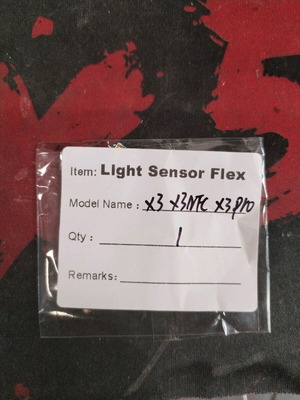 Item: Light Sensor Flex
Model Name : X3 X3NFC X3pro
Qty : 1
Remarks: